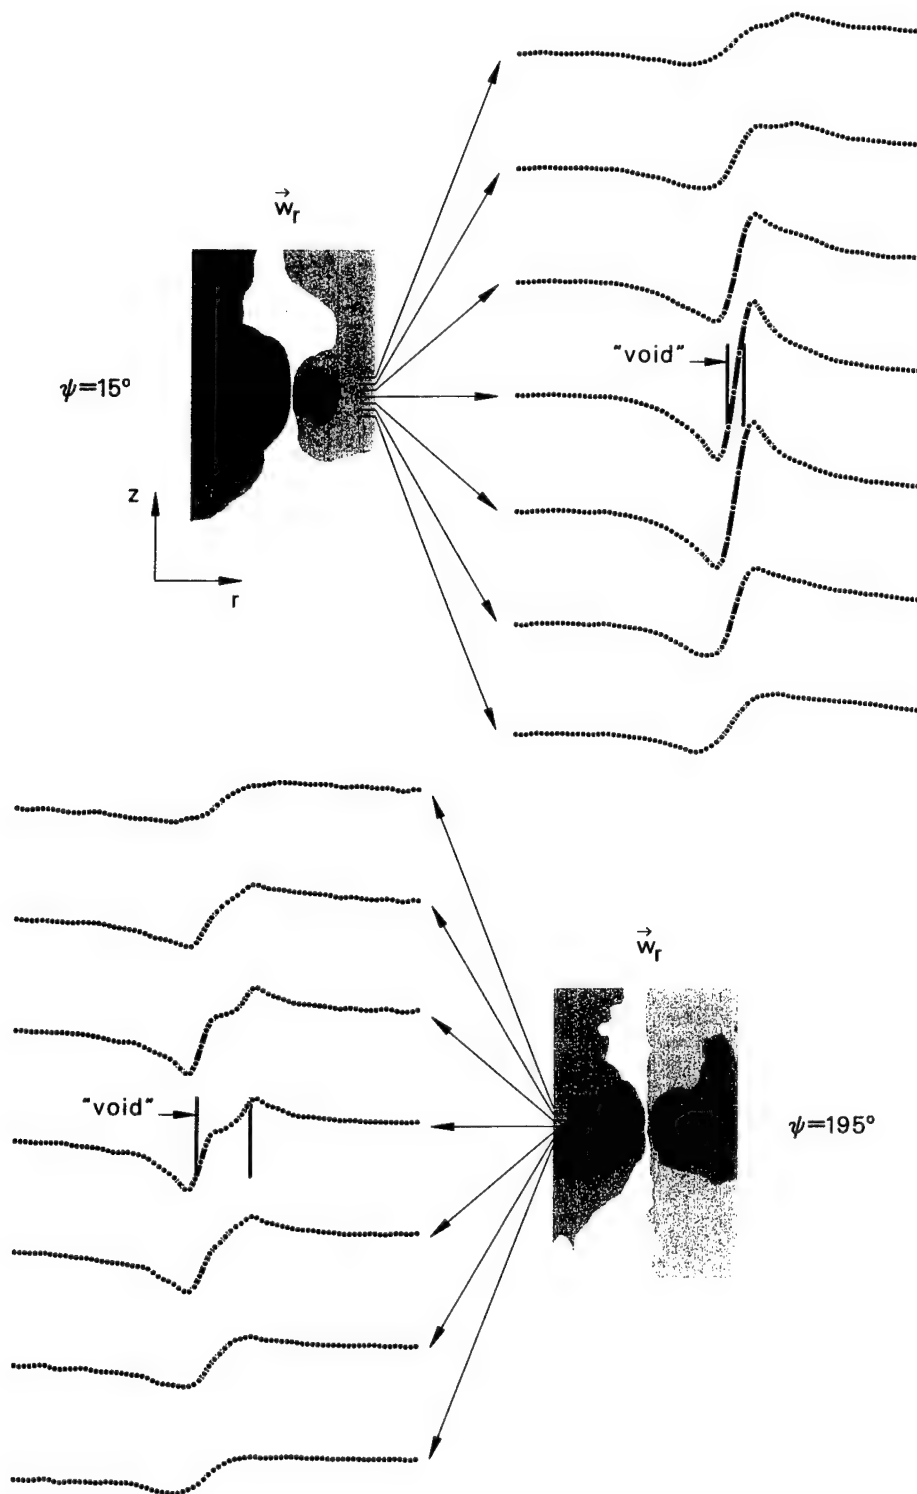 →
w_r
"void"
ψ=15°
z
r
→
w_r
"void"
ψ=195°